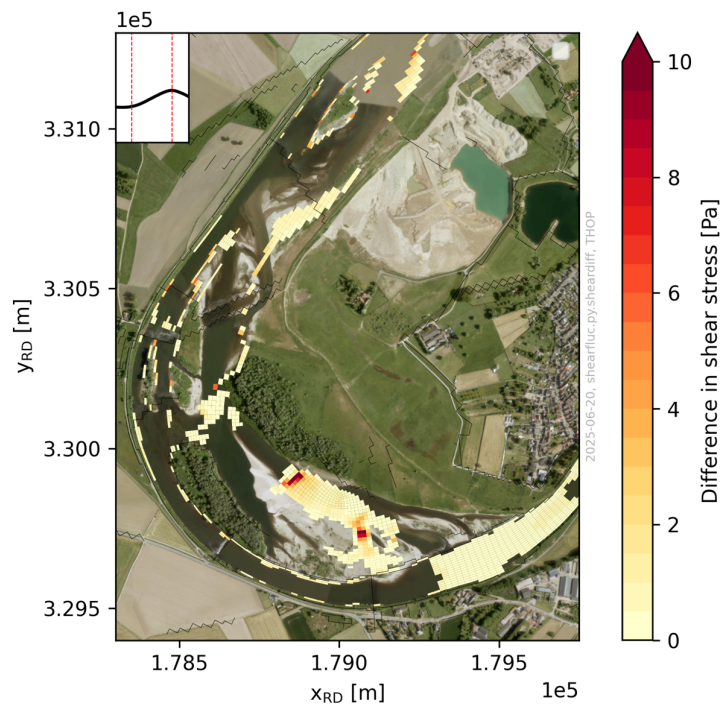 1e5
3.310
3.305
3.300
3.295
y_RD [m]
1.785
1.790
1.795
x_RD [m]
1e5
2025-06-20, shearfluc.py.sheardiff, THOP
10
8
6
4
2
0
Difference in shear stress [Pa]